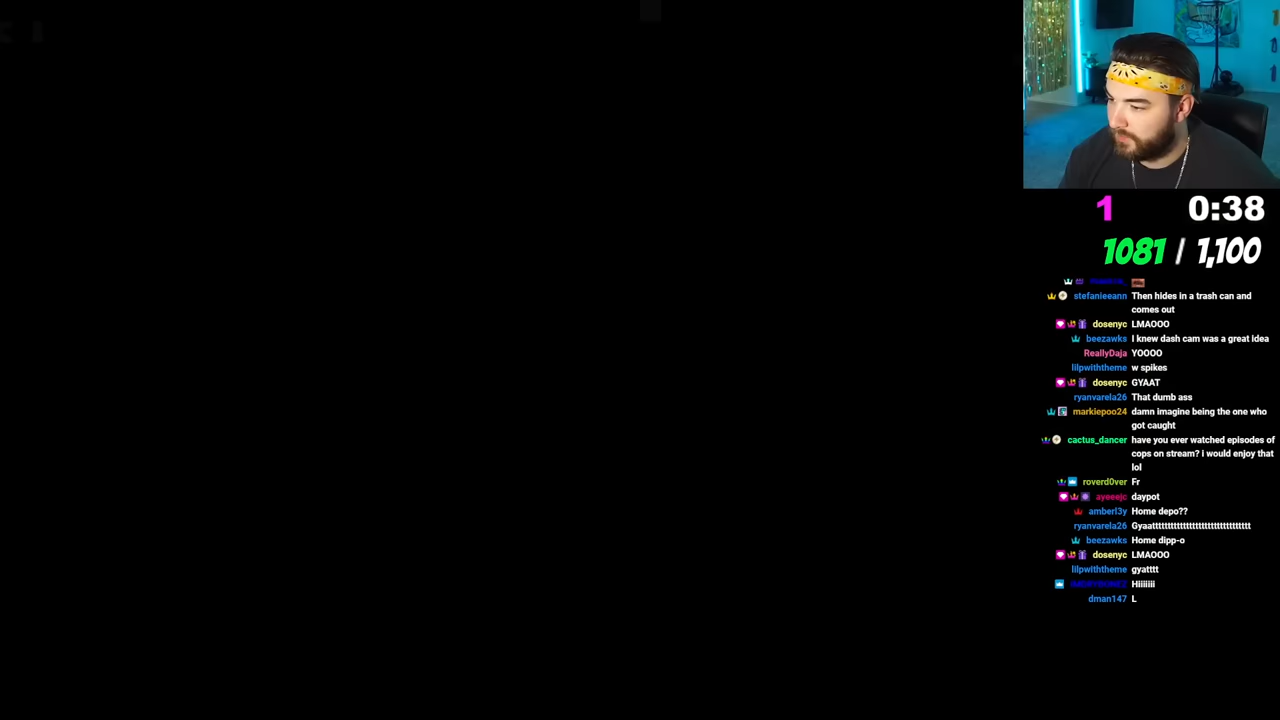 1 0:38
1081 / 1,100
stefanieeann Then hides in a trash can and
comes out
dosenyc LMAOOO
beezawks I knew dash cam was a great idea
ReallyDaja YOOOO
lilpwiththeme w spikes
dosenyc GYAAT
ryanvarela26 That dumb ass
markiepoo24 damn imagine being the one who
got caught
cactus_dancer have you ever watched episodes of
cops on stream? i would enjoy that
lol
roverd0ver Fr
ayeeejc daypot
amberl3y Home depo??
ryanvarela26 Gyaatttttttttttttttttttttttttttttttt
beezawks Home dipp-o
dosenyc LMAOOO
lilpwiththeme gyatttt
Hiiiiiii
dman147 L